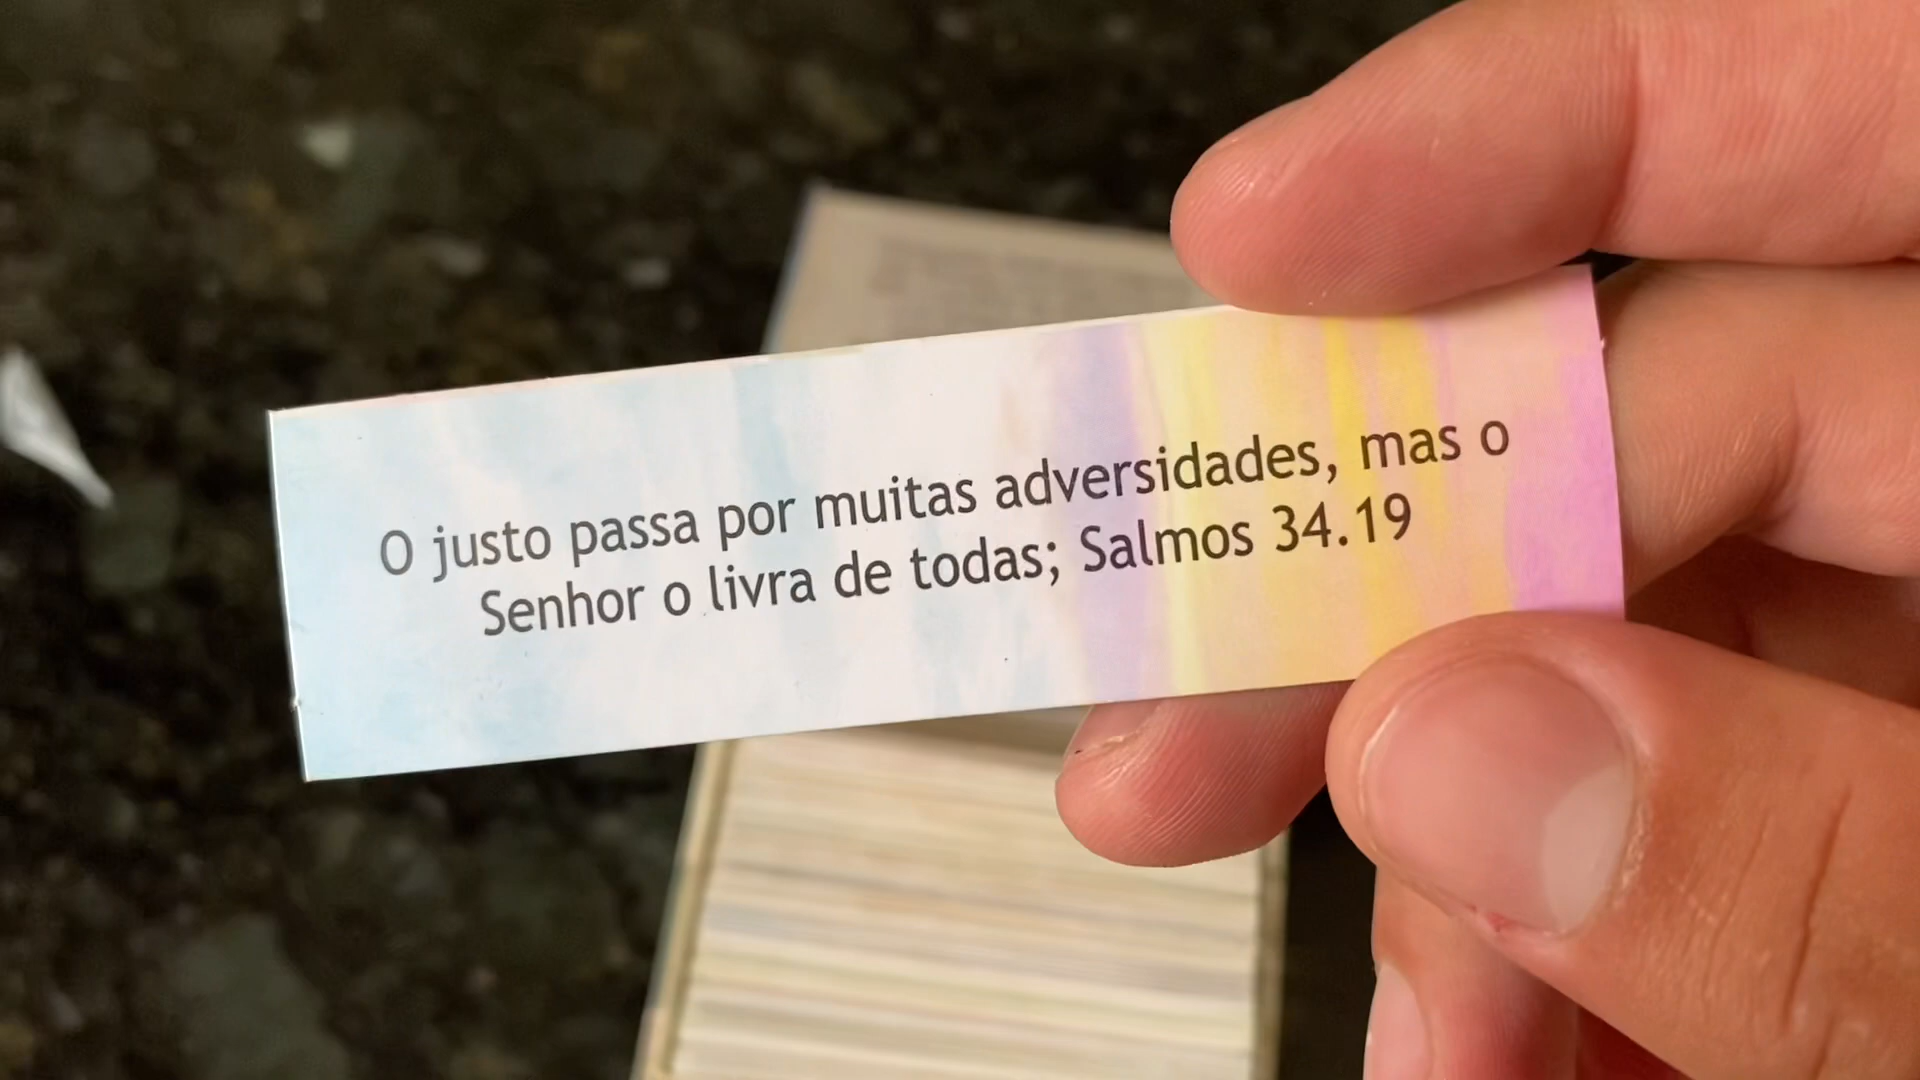 O justo passa por muitas adversidades, mas o
Senhor o livra de todas; Salmos 34.19